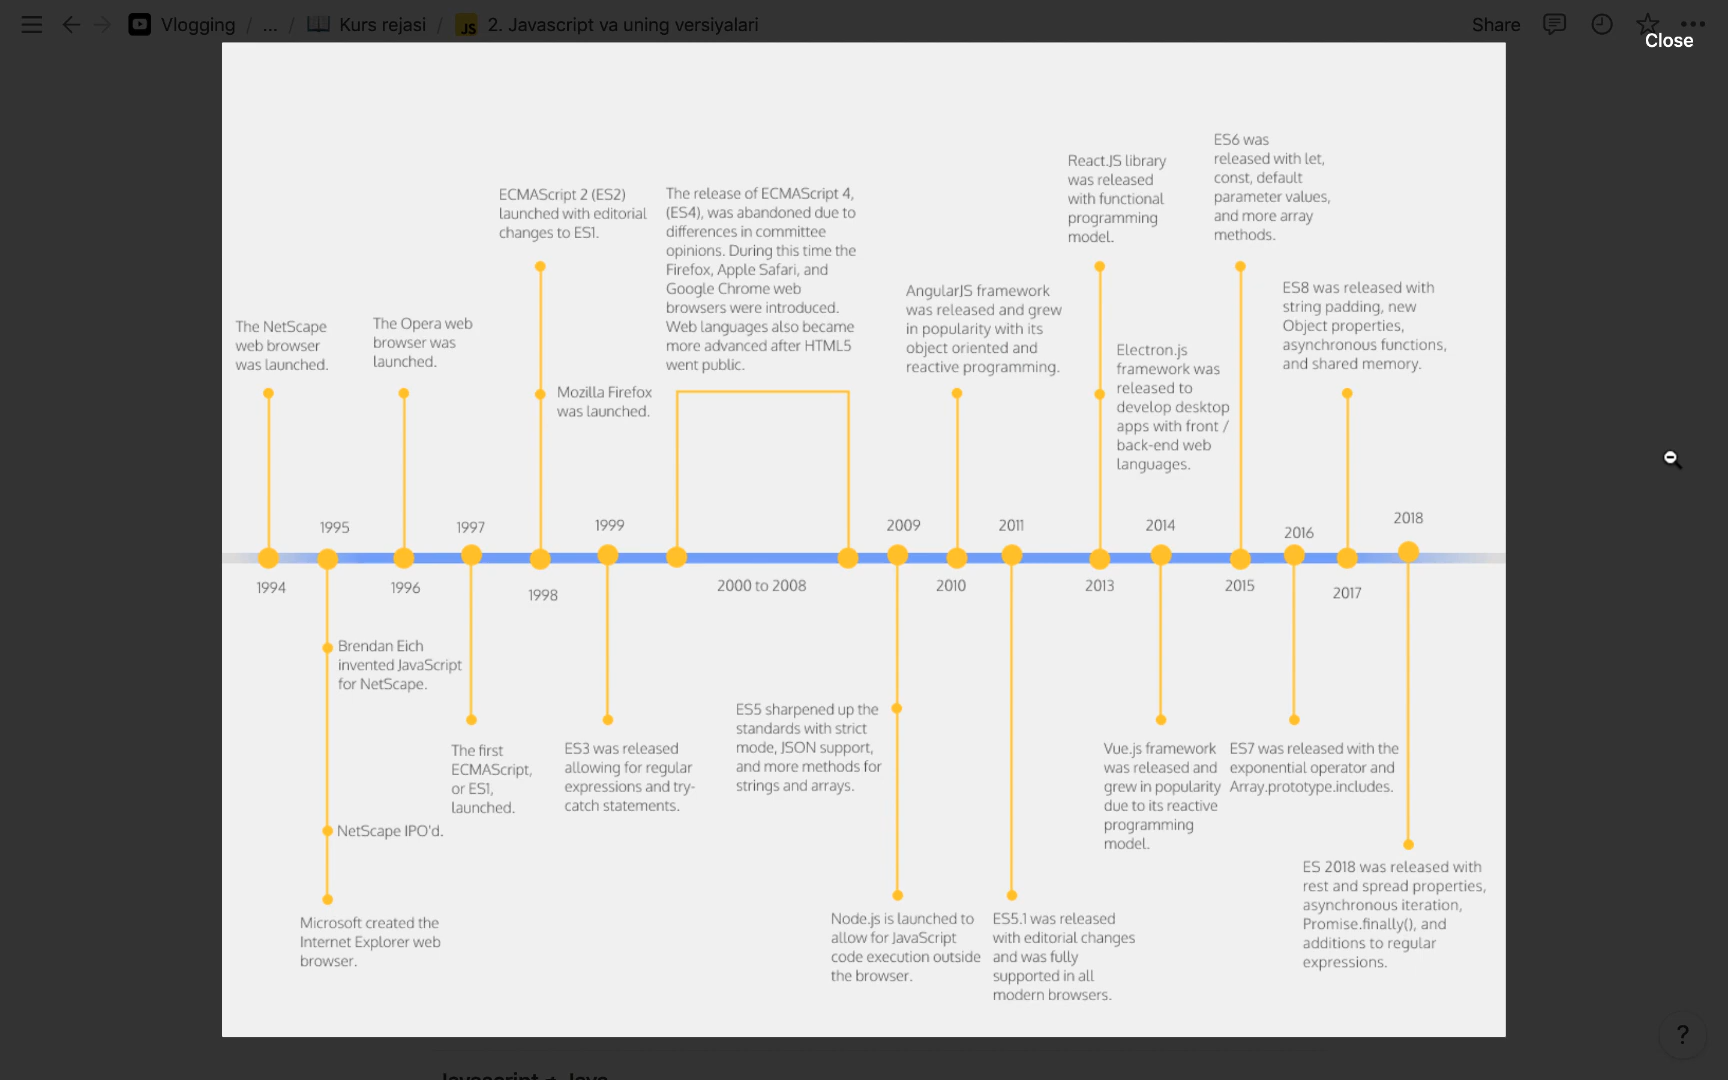 Vlogging / ... / Kurs rejasi / JS 2. Javascript va uning versiyalari
Share
Close
The NetScape
web browser
was launched.
The Opera web
browser was
launched.
ECMAScript 2 (ES2)
launched with editorial
changes to ES1.
Mozilla Firefox
was launched.
The release of ECMAScript 4,
(ES4), was abandoned due to
differences in committee
opinions. During this time the
Firefox, Apple Safari, and
Google Chrome web
browsers were introduced.
Web languages also became
more advanced after HTML5
went public.
AngularJS framework
was released and grew
in popularity with its
object oriented and
reactive programming.
React.JS library
was released
with functional
programming
model.
Electron.js
framework was
released to
develop desktop
apps with front /
back-end web
languages.
ES6 was
released with let,
const, default
parameter values,
and more array
methods.
ES8 was released with
string padding, new
Object properties,
asynchronous functions,
and shared memory.
1995
1997
1999
2009
2011
2014
2016
2018
1994
1996
1998
2000 to 2008
2010
2013
2015
2017
Brendan Eich
invented JavaScript
for NetScape.
NetScape IPO'd.
Microsoft created the
Internet Explorer web
browser.
The first
ECMAScript,
or ES1,
launched.
ES3 was released
allowing for regular
expressions and try-
catch statements.
ES5 sharpened up the
standards with strict
mode, JSON support,
and more methods for
strings and arrays.
Node.js is launched to
allow for JavaScript
code execution outside
the browser.
ES5.1 was released
with editorial changes
and was fully
supported in all
modern browsers.
Vue.js framework
was released and
grew in popularity
due to its reactive
programming
model.
ES7 was released with the
exponential operator and
Array.prototype.includes.
ES 2018 was released with
rest and spread properties,
asynchronous iteration,
Promise.finally(), and
additions to regular
expressions.
?